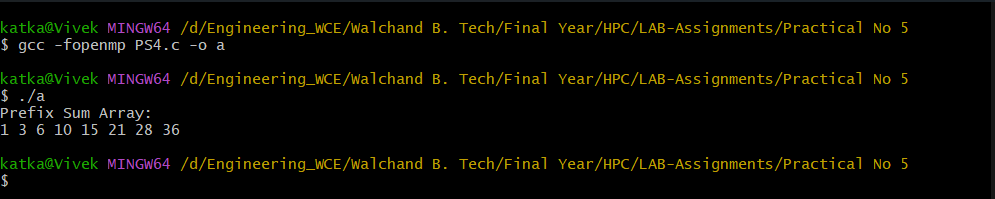 katka@Vivek MINGW64 /d/Engineering_WCE/Walchand B. Tech/Final Year/HPC/LAB-Assignments/Practical No 5
$ gcc -fopenmp PS4.c -o a
katka@Vivek MINGW64 /d/Engineering_WCE/Walchand B. Tech/Final Year/HPC/LAB-Assignments/Practical No 5
$ ./a
Prefix Sum Array:
1 3 6 10 15 21 28 36
katka@Vivek MINGW64 /d/Engineering_WCE/Walchand B. Tech/Final Year/HPC/LAB-Assignments/Practical No 5
$